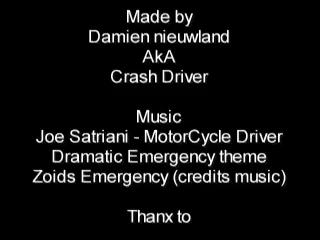 Made by
Damien nieuwland
AkA
Crash Driver
Music
Joe Satriani - MotorCycle Driver
Dramatic Emergency theme
Zoids Emergency (credits music)
Thanx to